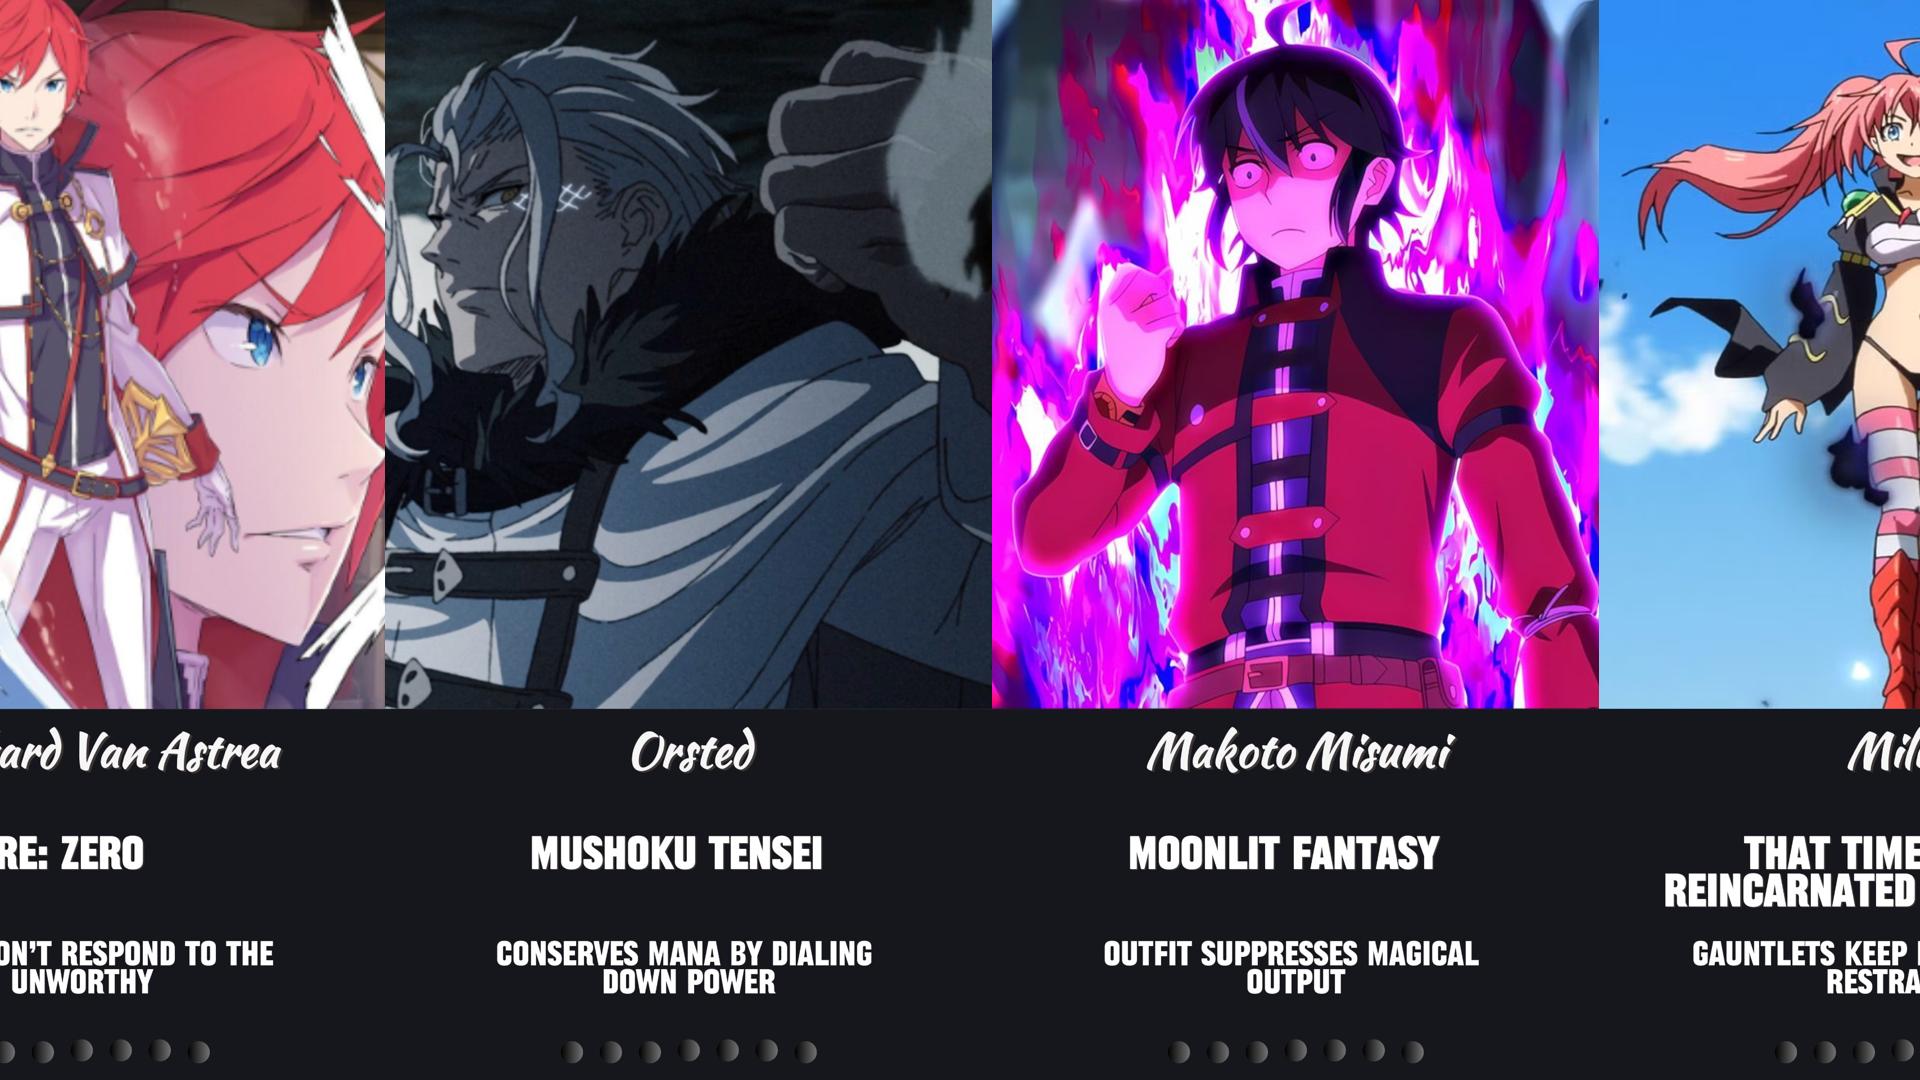 ard Van Astrea
RE: ZERO
ON'T RESPOND TO THE
UNWORTHY
Orsted
MUSHOKU TENSEI
CONSERVES MANA BY DIALING
DOWN POWER
Makoto Misumi
MOONLIT FANTASY
OUTFIT SUPPRESSES MAGICAL
OUTPUT
Mil
THAT TIME
REINCARNATED
GAUNTLETS KEEP
RESTRA